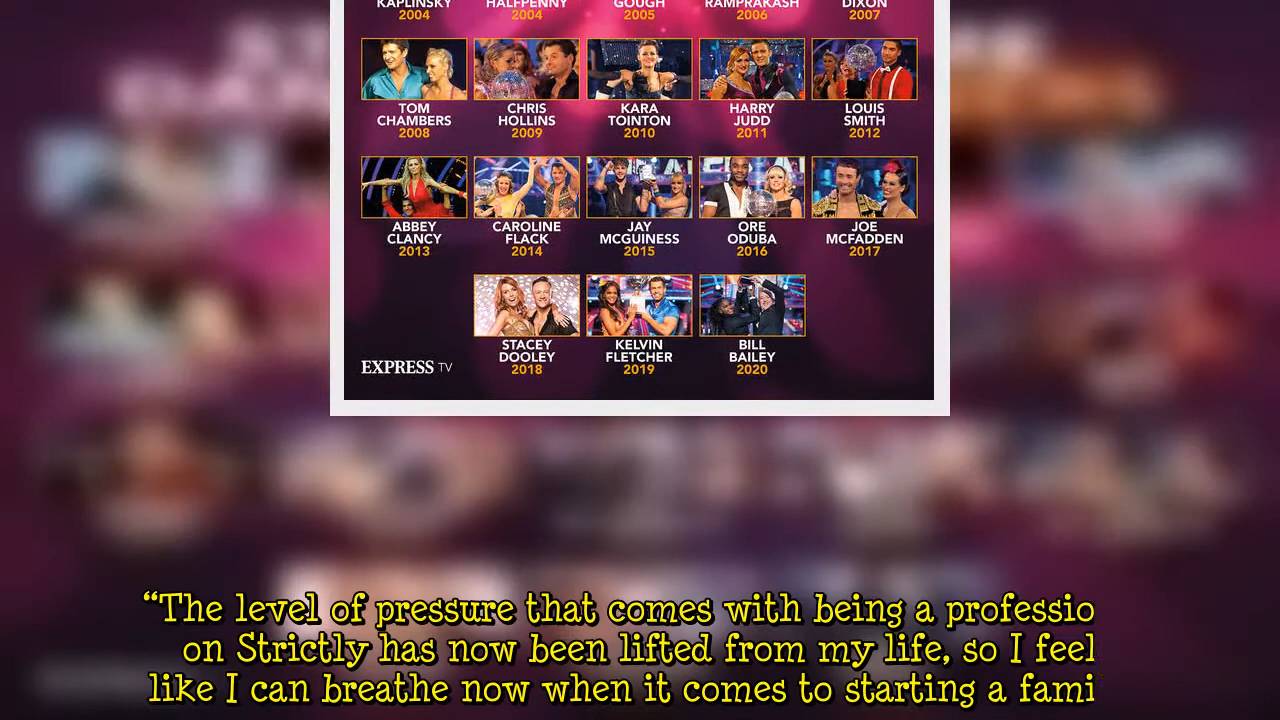 KAPLINSKY HALFPENNY GOUGH RAMPRAKASH DIXON
2004 2004 2005 2006 2007
TOM CHRIS KARA HARRY LOUIS
CHAMBERS HOLLINS TOINTON JUDD SMITH
2008 2009 2010 2011 2012
ABBEY CAROLINE JAY ORE JOE
CLANCY FLACK MCGUINESS ODUBA MCFADDEN
2013 2014 2015 2016 2017
STACEY KELVIN BILL
DOOLEY FLETCHER BAILEY
2018 2019 2020
EXPRESS TV
“The level of pressure that comes with being a professio
on Strictly has now been lifted from my life, so I feel
like I can breathe now when it comes to starting a fami